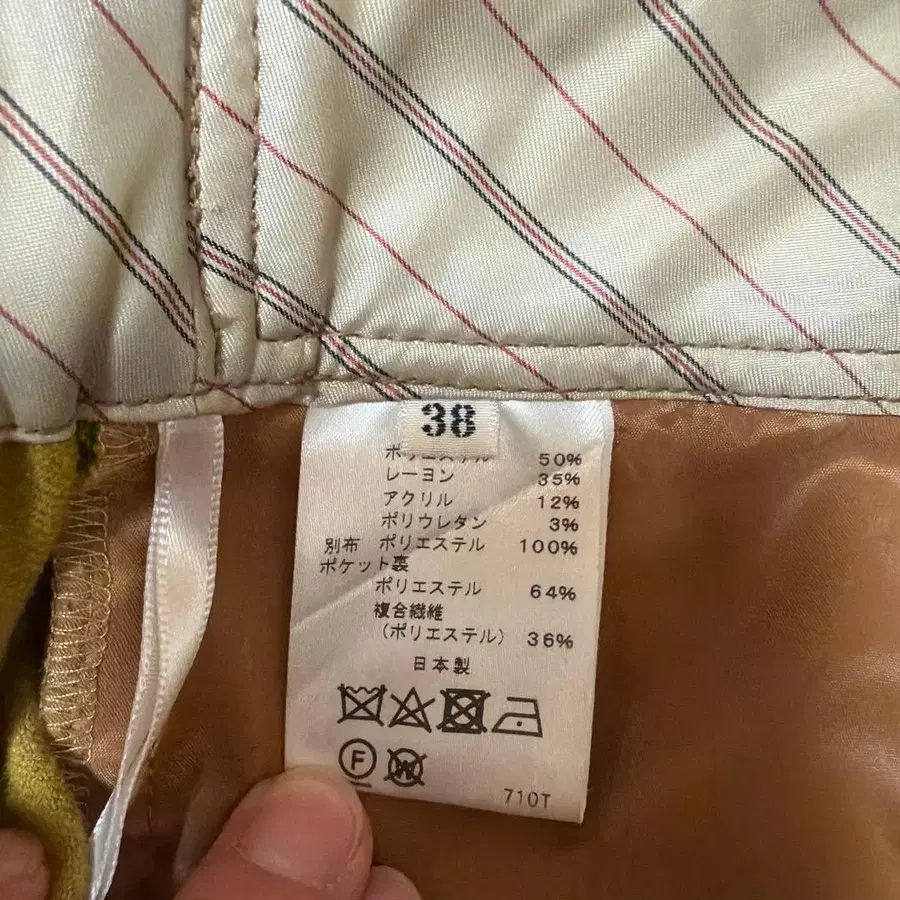 38
ポリエステル 50%
レーヨン 35%
アクリル 12%
ポリウレタン 3%
別布 ポリエステル 100%
ポケット裏
ポリエステル 64%
複合繊維
(ポリエステル) 36%
日本製
F W
710T